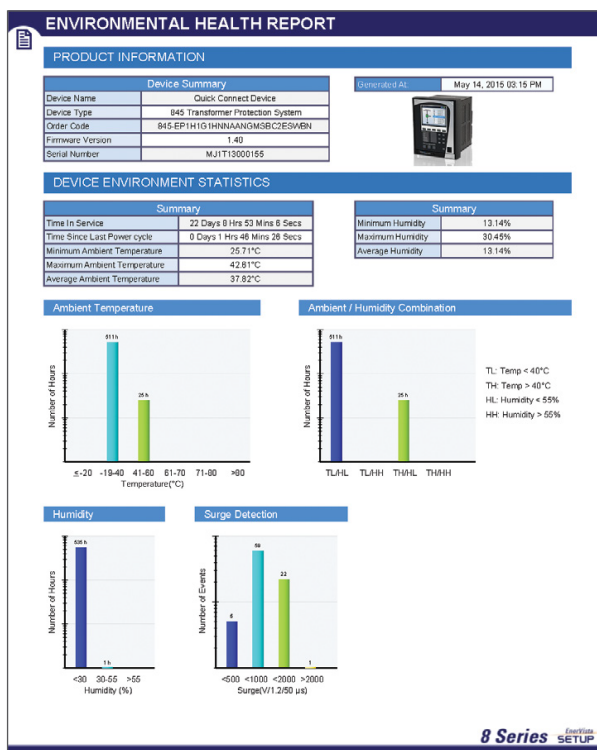 ENVIRONMENTAL HEALTH REPORT
PRODUCT INFORMATION
Device Summary
Device Name Quick Connect Device
Device Type 845 Transformer Protection System
Order Code 845-EP1H1G1HNNAANGMSBC2ESWBN
Firmware Version 1.40
Serial Number MJ1T13000155
Generated At: May 14, 2015 03:15 PM
DEVICE ENVIRONMENT STATISTICS
Summary
Time In Service 22 Days 8 Hrs 53 Mins 6 Secs
Time Since Last Power cycle 0 Days 1 Hrs 46 Mins 26 Secs
Minimum Ambient Temperature 25.71°C
Maximum Ambient Temperature 42.61°C
Average Ambient Temperature 37.82°C
Summary
Minimum Humidity 13.14%
Maximum Humidity 30.45%
Average Humidity 13.14%
Ambient Temperature
Number of Hours
511 h
25 h
≤-20 -19-40 41-60 61-70 71-80 >80
Temperature(°C)
Ambient / Humidity Combination
Number of Hours
511 h
25 h
TL/HL TL/HH TH/HL TH/HH
TL: Temp < 40°C
TH: Temp > 40°C
HL: Humidity < 55%
HH: Humidity > 55%
Humidity
Number of Hours
535 h
1 h
<30 30-55 >55
Humidity (%)
Surge Detection
Number of Events
22
1
<500 <1000 <2000 >2000
Surge(V/1.2/50 µs)
8 Series EnerVista SETUP